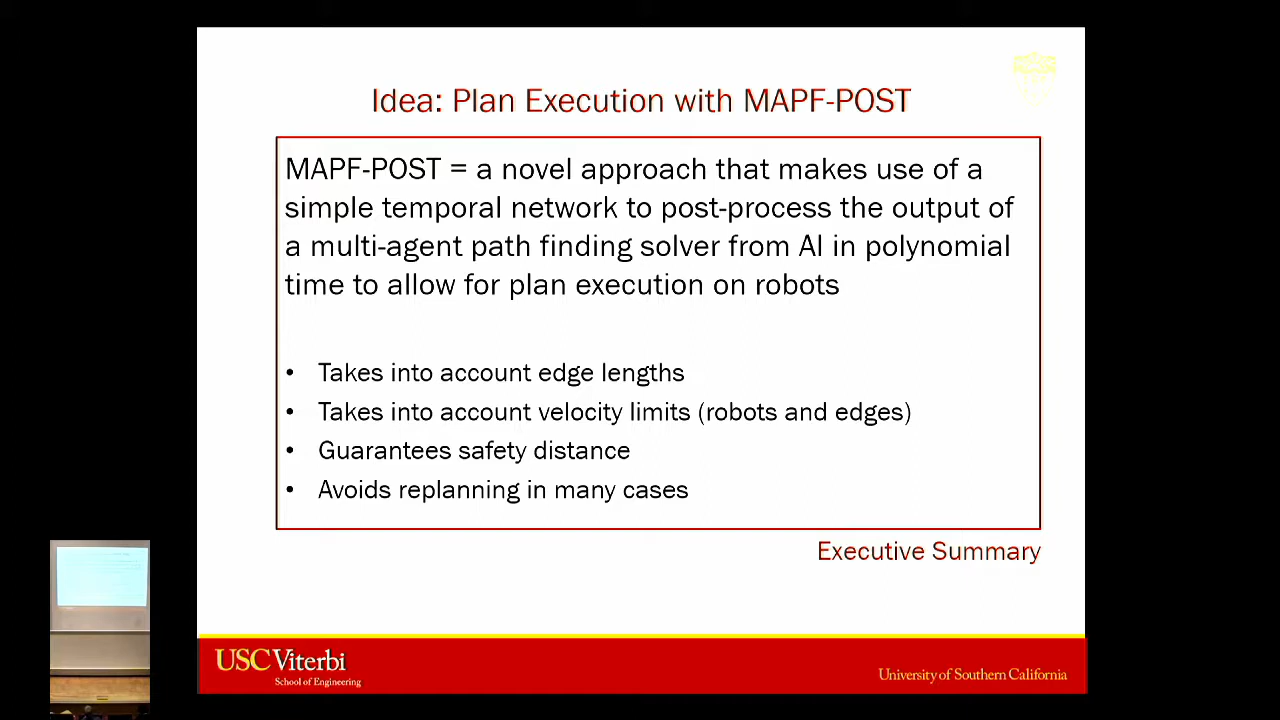 Idea: Plan Execution with MAPF-POST
MAPF-POST = a novel approach that makes use of a
simple temporal network to post-process the output of
a multi-agent path finding solver from AI in polynomial
time to allow for plan execution on robots
• Takes into account edge lengths
• Takes into account velocity limits (robots and edges)
• Guarantees safety distance
• Avoids replanning in many cases
Executive Summary
USC Viterbi
School of Engineering
University of Southern California